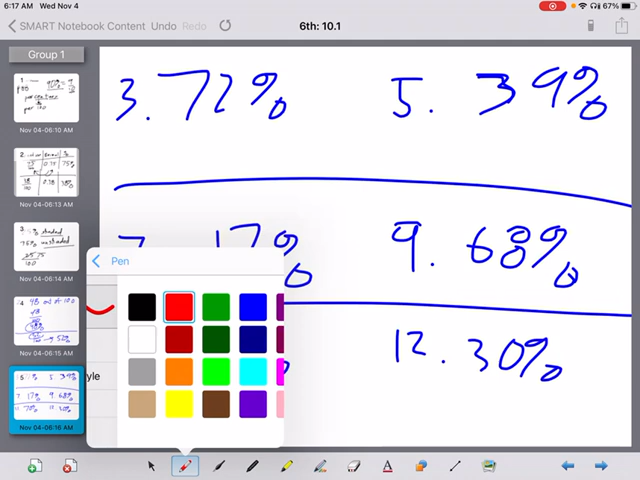 6:17 AM Wed Nov 4
67%
SMART Notebook Content Undo Redo
6th: 10.1
Group 1
Nov 04-06:10 AM
Nov 04-06:13 AM
Nov 04-06:14 AM
Nov 04-06:15 AM
Nov 04-06:16 AM
3. 72% 5. 39%
7. 17% 9. 68%
12. 30%
Pen
yle